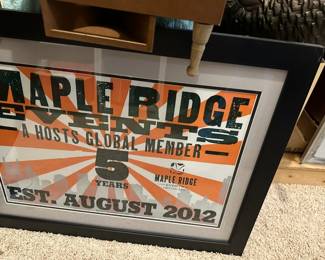 MAPLE RIDGE
EVENTS
- A HOSTS GLOBAL MEMBER -
5
YEARS
MAPLE RIDGE
EST. AUGUST 2012